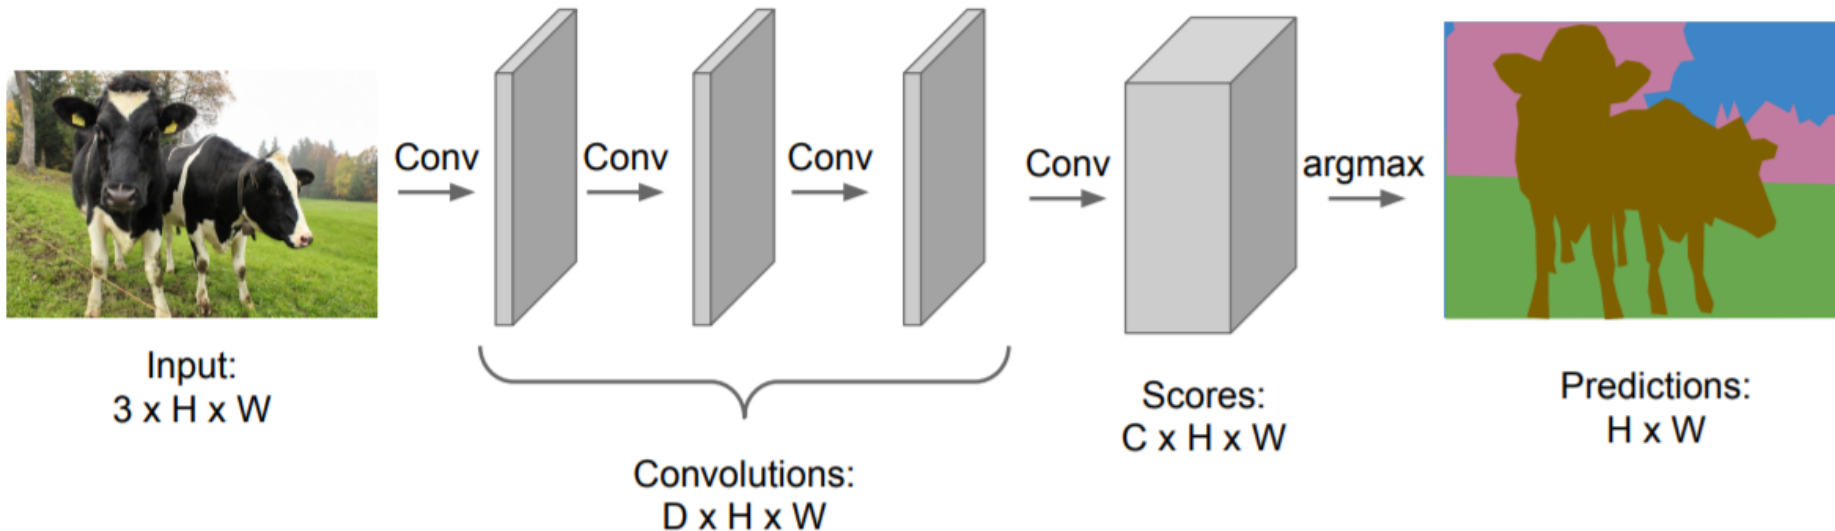 Conv
Conv
Conv
Conv
argmax
Input:
3 x H x W
Convolutions:
D x H x W
Scores:
C x H x W
Predictions:
H x W